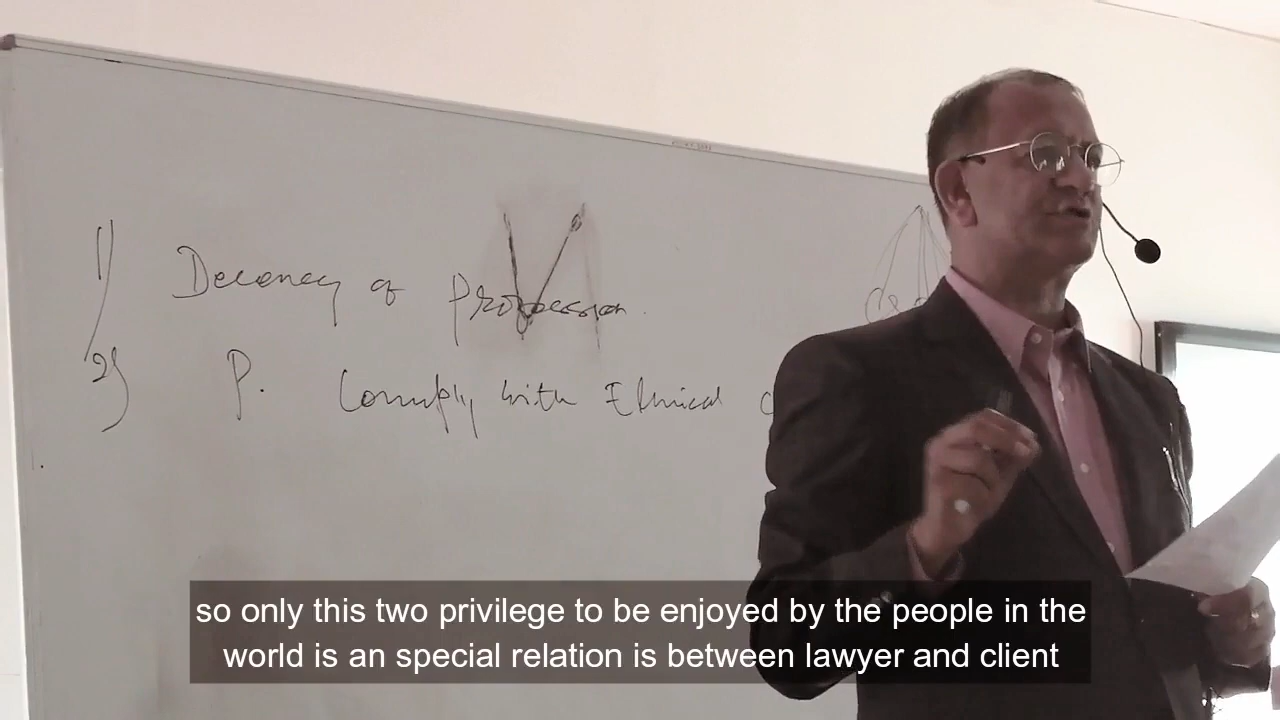 1) Decency of Profession.
2) P. Comply with Ethical
so only this two privilege to be enjoyed by the people in the
world is an special relation is between lawyer and client